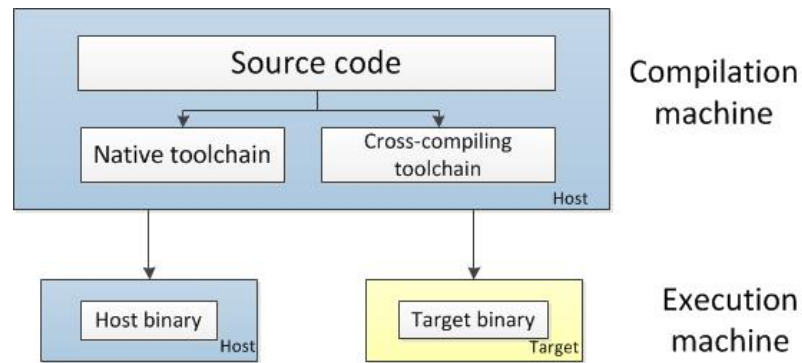 Source code
Compilation
machine
Native toolchain
Cross-compiling
toolchain
Host
Host binary
Host
Target binary
Target
Execution
machine